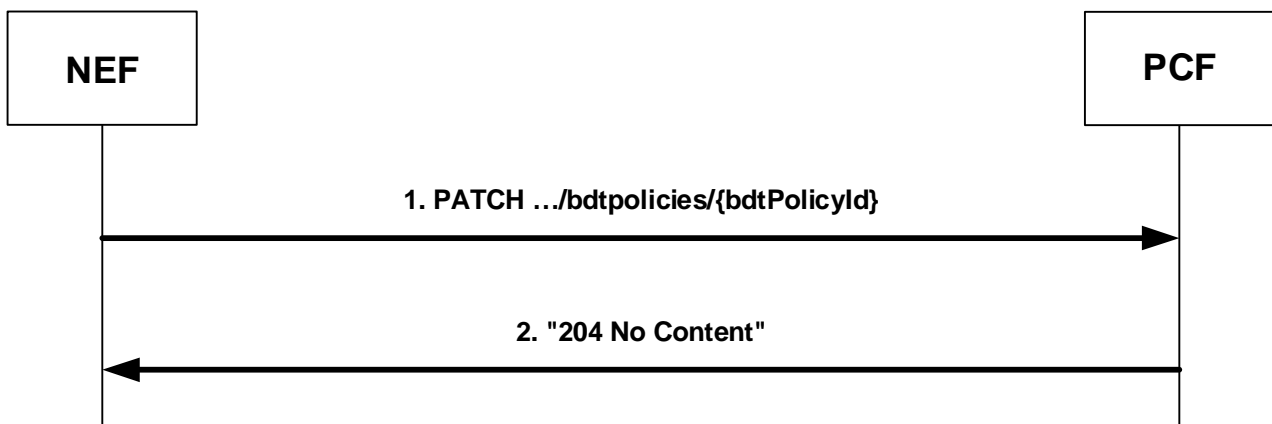 NEF
PCF
1. PATCH …/bdtpolicies/{bdtPolicyId}
2. "204 No Content"